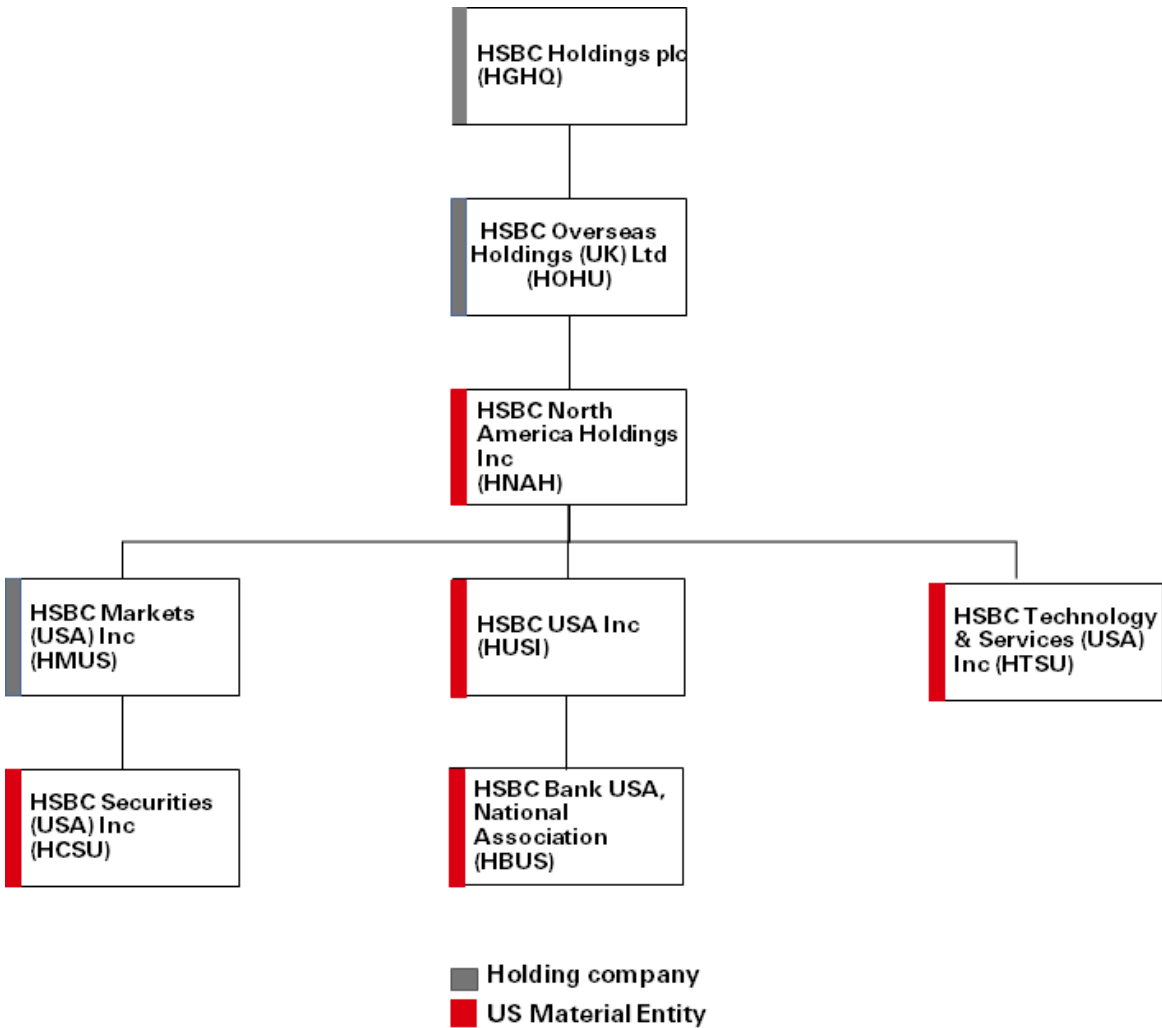 HSBC Holdings plc
(HGHQ)
HSBC Overseas
Holdings (UK) Ltd
(HOHU)
HSBC North
America Holdings
Inc
(HNAH)
HSBC Markets
(USA) Inc
(HMUS)
HSBC USA Inc
(HUSI)
HSBC Technology
& Services (USA)
Inc (HTSU)
HSBC Securities
(USA) Inc
(HCSU)
HSBC Bank USA,
National
Association
(HBUS)
Holding company
US Material Entity